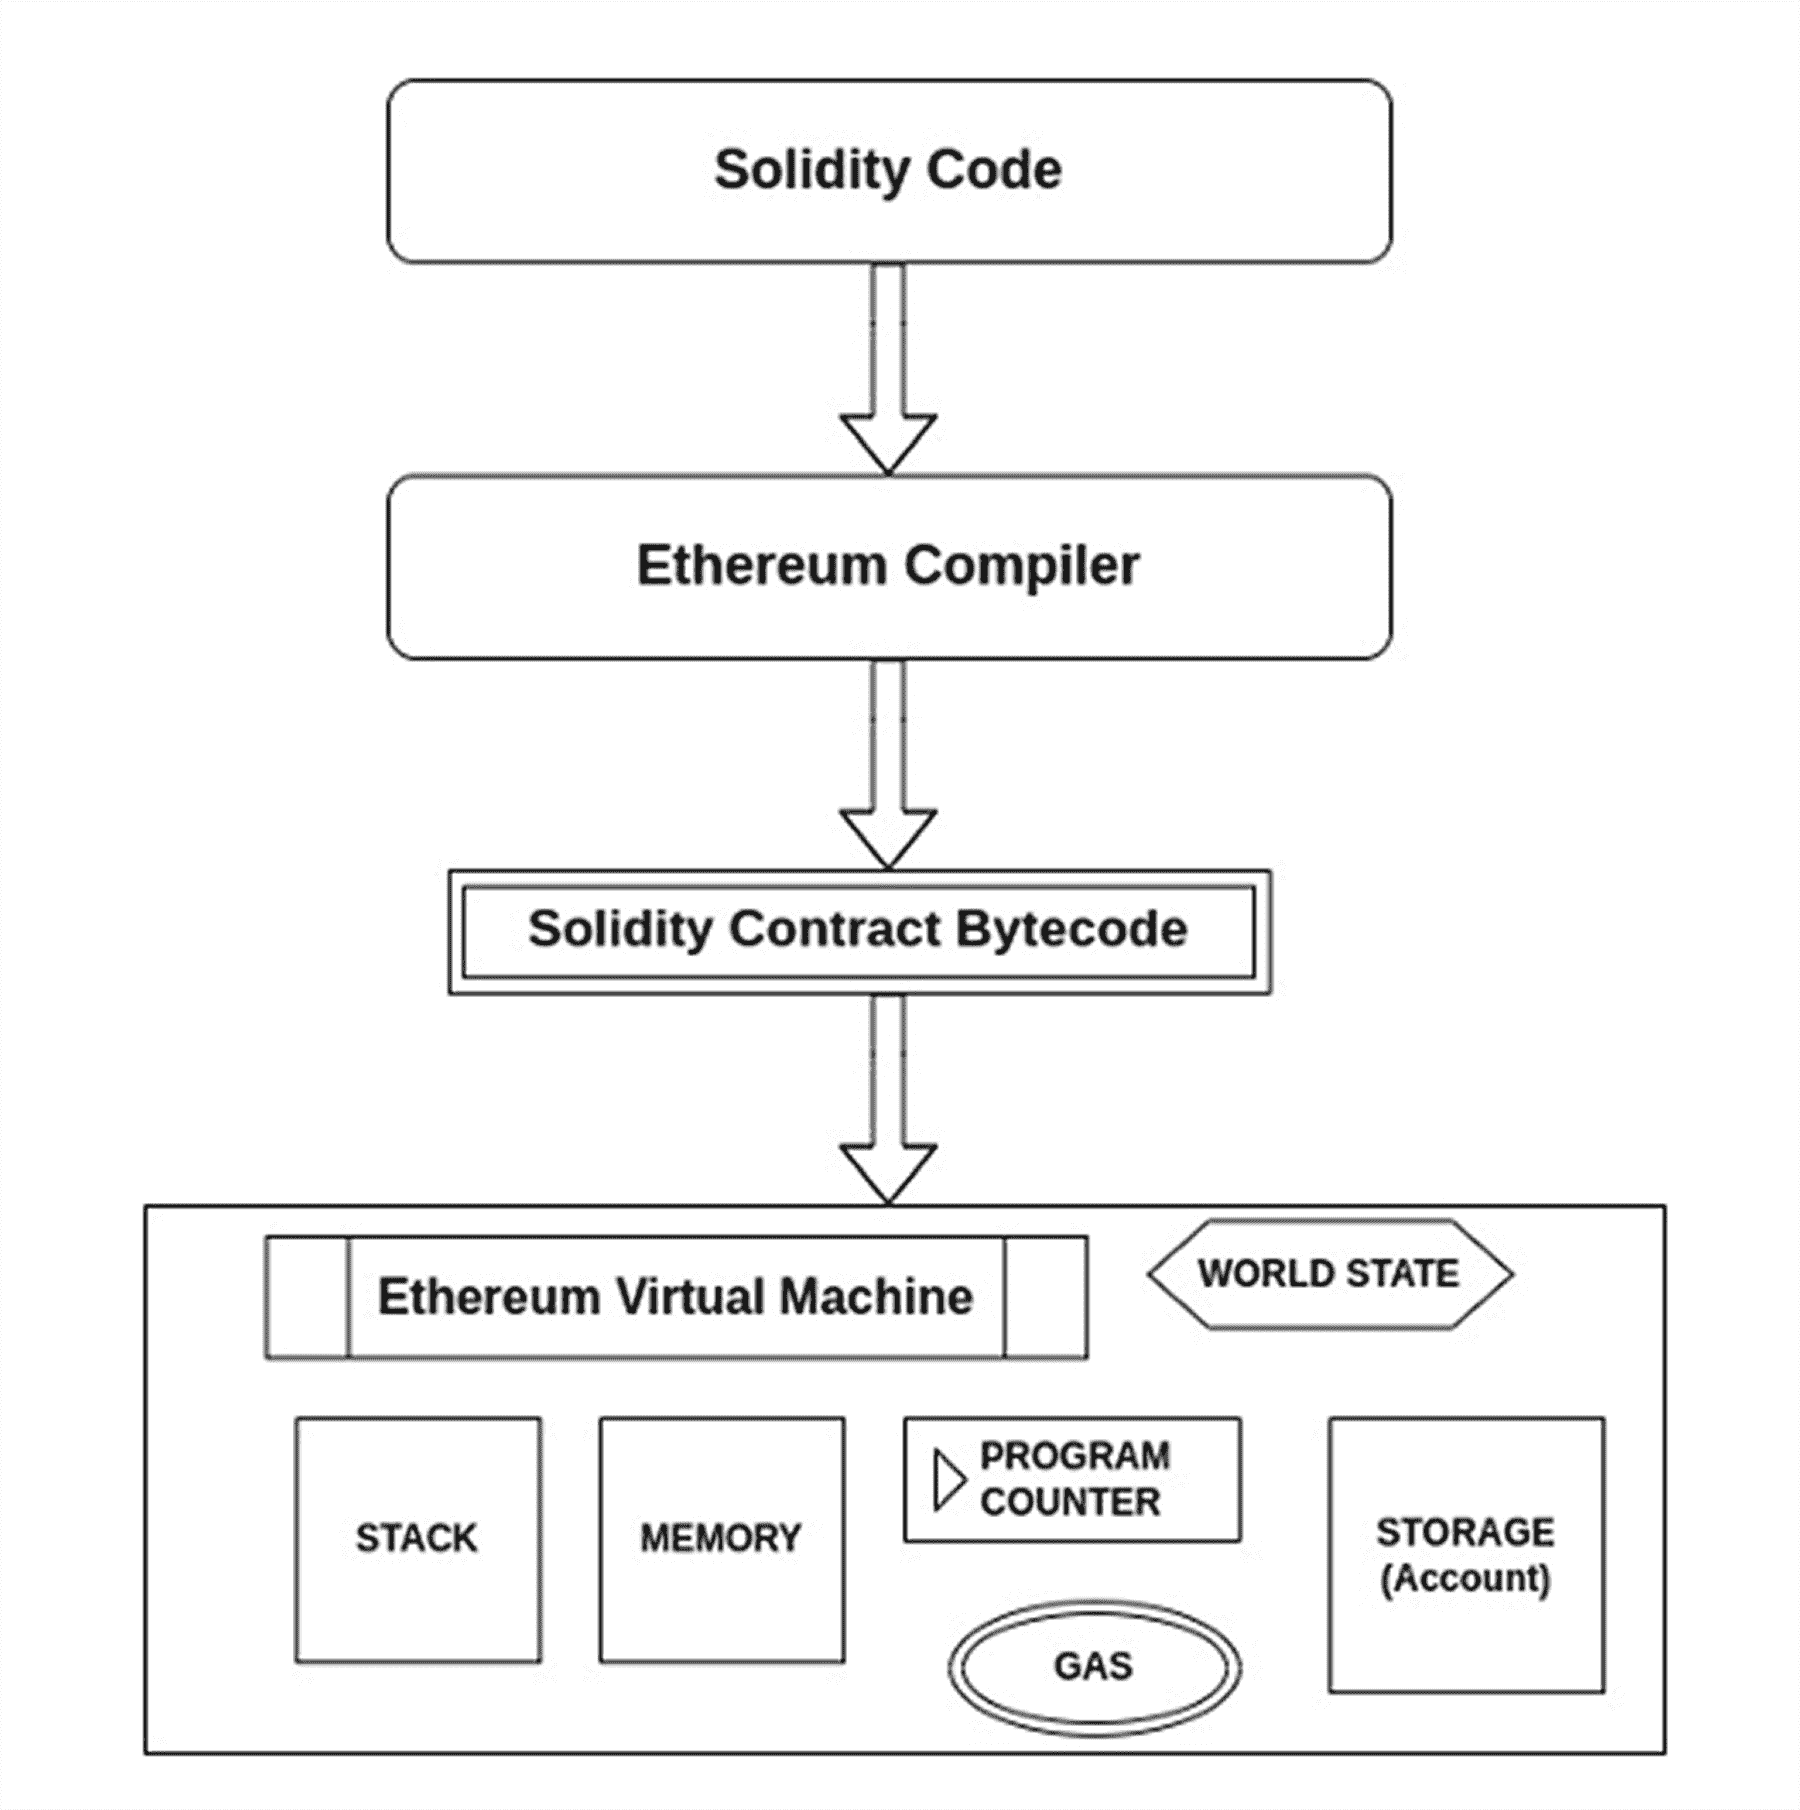 Solidity Code
Ethereum Compiler
Solidity Contract Bytecode
Ethereum Virtual Machine
WORLD STATE
STACK
MEMORY
PROGRAM
COUNTER
GAS
STORAGE
(Account)